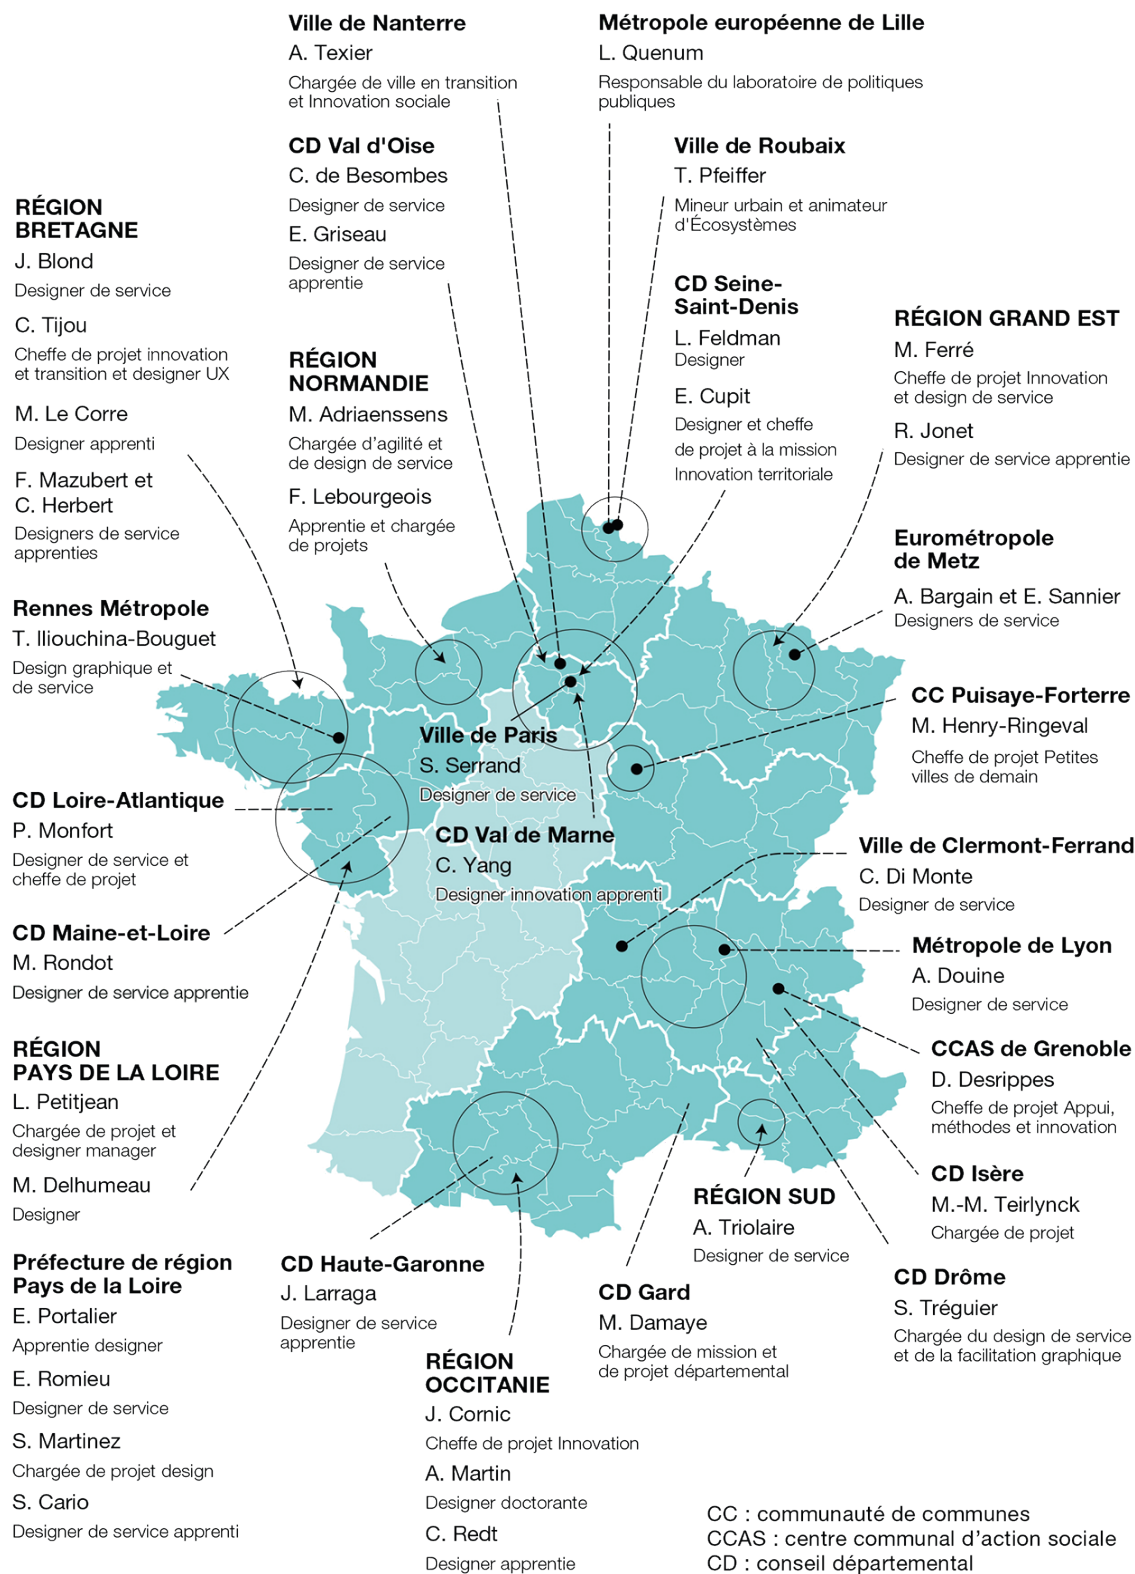 Ville de Nanterre
A. Texier
Chargée de ville en transition
et Innovation sociale
Métropole européenne de Lille
L. Quenum
Responsable du laboratoire de politiques
publiques
CD Val d'Oise
C. de Besombes
Designer de service
E. Griseau
Designer de service
apprentie
Ville de Roubaix
T. Pfeiffer
Mineur urbain et animateur
d'Écosystèmes
RÉGION
BRETAGNE
J. Blond
Designer de service
C. Tijou
Cheffe de projet innovation
et transition et designer UX
M. Le Corre
Designer apprenti
F. Mazubert et
C. Herbert
Designers de service
apprenties
RÉGION
NORMANDIE
M. Adriaenssens
Chargée d’agilité et
de design de service
F. Lebourgeois
Apprentie et chargée
de projets
CD Seine-
Saint-Denis
L. Feldman
Designer
E. Cupit
Designer et cheffe
de projet à la mission
Innovation territoriale
RÉGION GRAND EST
M. Ferré
Cheffe de projet Innovation
et design de service
R. Jonet
Designer de service apprentie
Eurométropole
de Metz
A. Bargain et E. Sannier
Designers de service
Rennes Métropole
T. Iliouchina-Bouguet
Design graphique et
de service
CC Puisaye-Forterre
M. Henry-Ringeval
Cheffe de projet Petites
villes de demain
Ville de Paris
S. Serrand
Designer de service
CD Loire-Atlantique
P. Monfort
Designer de service et
cheffe de projet
CD Val de Marne
C. Yang
Designer innovation apprenti
Ville de Clermont-Ferrand
C. Di Monte
Designer de service
CD Maine-et-Loire
M. Rondot
Designer de service apprentie
Métropole de Lyon
A. Douine
Designer de service
RÉGION
PAYS DE LA LOIRE
L. Petitjean
Chargée de projet et
designer manager
M. Delhumeau
Designer
CCAS de Grenoble
D. Desrippes
Cheffe de projet Appui,
méthodes et innovation
CD Isère
M.-M. Teirlynck
Chargée de projet
RÉGION SUD
A. Triolaire
Designer de service
Préfecture de région
Pays de la Loire
E. Portalier
Apprentie designer
E. Romieu
Designer de service
S. Martinez
Chargée de projet design
S. Cario
Designer de service apprenti
CD Haute-Garonne
J. Larraga
Designer de service
apprentie
CD Gard
M. Damaye
Chargée de mission et
de projet départemental
CD Drôme
S. Tréguier
Chargée du design de service
et de la facilitation graphique
RÉGION
OCCITANIE
J. Cornic
Cheffe de projet Innovation
A. Martin
Designer doctorante
C. Redt
Designer apprentie
CC : communauté de communes
CCAS : centre communal d’action sociale
CD : conseil départemental